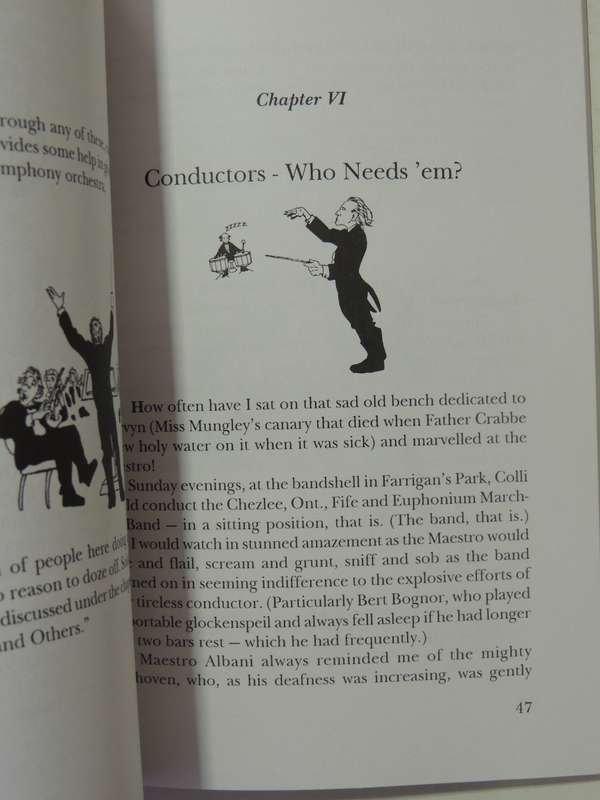 rough any of these,
vides some help in
mphony orchestra.
of people here doing
o reason to doze off.
discussed under the
and Others."
Chapter VI
Conductors - Who Needs 'em?
zzzzz
How often have I sat on that sad old bench dedicated to
wyn (Miss Mungley's canary that died when Father Crabbe
w holy water on it when it was sick) and marvelled at the
stro!
Sunday evenings, at the bandshell in Farrigan's Park, Colli
ld conduct the Chezlee, Ont., Fife and Euphonium March-
Band — in a sitting position, that is. (The band, that is.)
I would watch in stunned amazement as the Maestro would
e and flail, scream and grunt, sniff and sob as the band
ned on in seeming indifference to the explosive efforts of
tireless conductor. (Particularly Bert Bognor, who played
ortable glockenspiel and always fell asleep if he had longer
two bars rest — which he had frequently.)
Maestro Albani always reminded me of the mighty
hoven, who, as his deafness was increasing, was gently
47